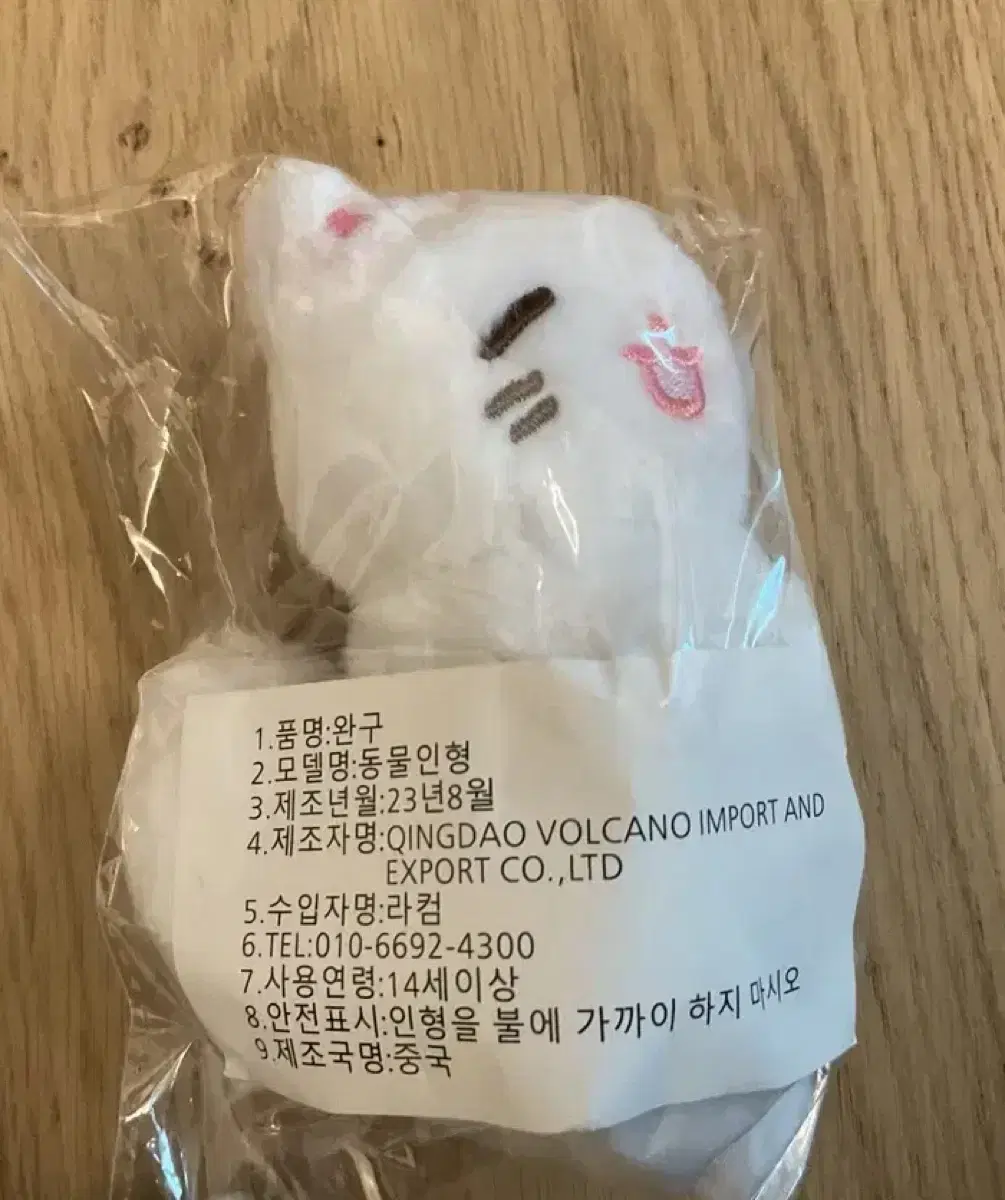 1.품명:완구
2.모델명:동물인형
3.제조년월:23년8월
4.제조자명:QINGDAO VOLCANO IMPORT AND
EXPORT CO.,LTD
5.수입자명:라컴
6.TEL:010-6692-4300
7.사용연령:14세이상
8.안전표시:인형을 불에 가까이 하지 마시오
9.제조국명:중국